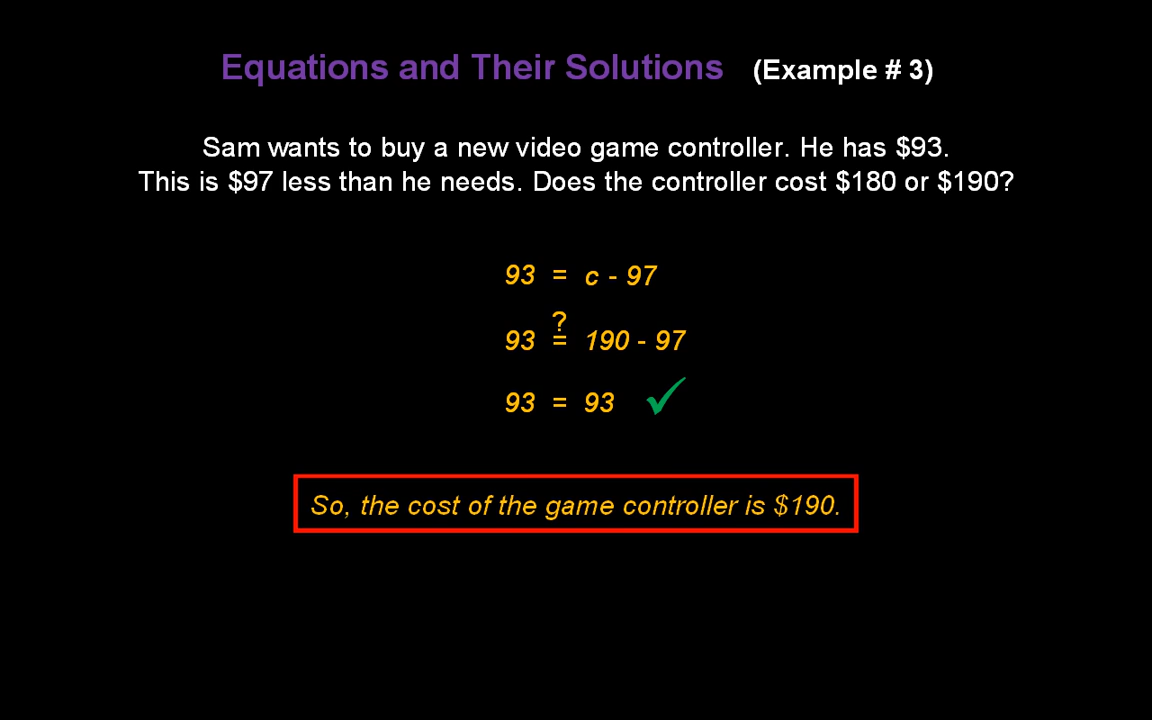 Equations and Their Solutions (Example # 3)
Sam wants to buy a new video game controller. He has $93.
This is $97 less than he needs. Does the controller cost $180 or $190?
93 = c - 97
?
93 = 190 - 97
93 = 93 ✓
So, the cost of the game controller is $190.